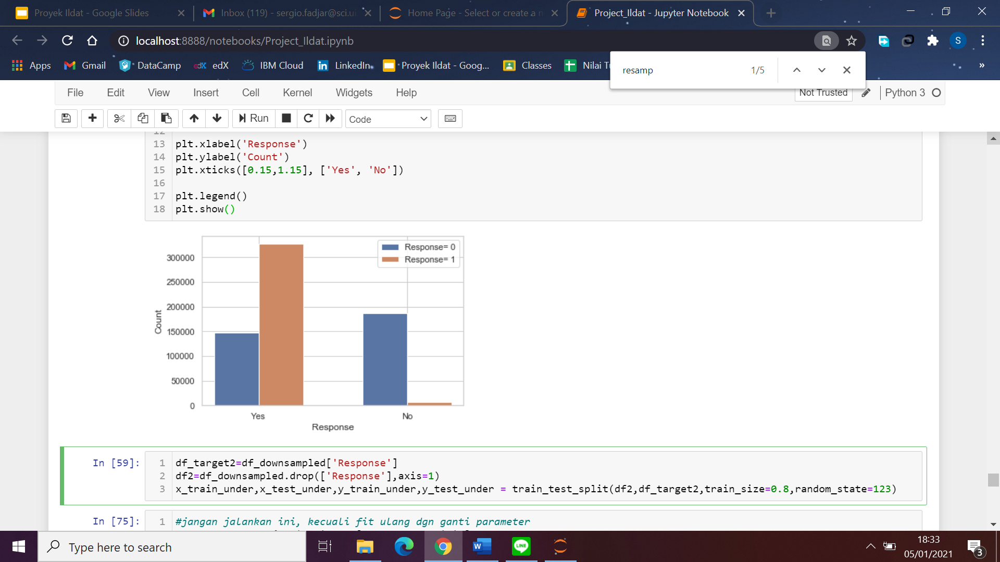 Proyek Ildat - Google Slides
Inbox (119) - sergio.fadjar@sci.ui
Home Page - Select or create a n
Project_Ildat - Jupyter Notebook
localhost:8888/notebooks/Project_Ildat.ipynb
S
Apps
Gmail
DataCamp
edX
IBM Cloud
LinkedIn
Proyek Ildat - Goog...
Classes
Nilai T
»
resamp
1/5
File
Edit
View
Insert
Cell
Kernel
Widgets
Help
Not Trusted
Python 3
Run
Code
12
13 plt.xlabel('Response')
14 plt.ylabel('Count')
15 plt.xticks([0.15,1.15], ['Yes', 'No'])
16
17 plt.legend()
18 plt.show()
Response= 0
Response= 1
300000
250000
200000
150000
100000
50000
0
Count
Yes
No
Response
In [59]:
1 df_target2=df_downsampled['Response']
2 df2=df_downsampled.drop(['Response'],axis=1)
3 x_train_under,x_test_under,y_train_under,y_test_under = train_test_split(df2,df_target2,train_size=0.8,random_state=123)
In [75]:
1 #jangan jalankan ini, kecuali fit ulang dgn ganti parameter
Type here to search
W
LINE
18:33
05/01/2021
3